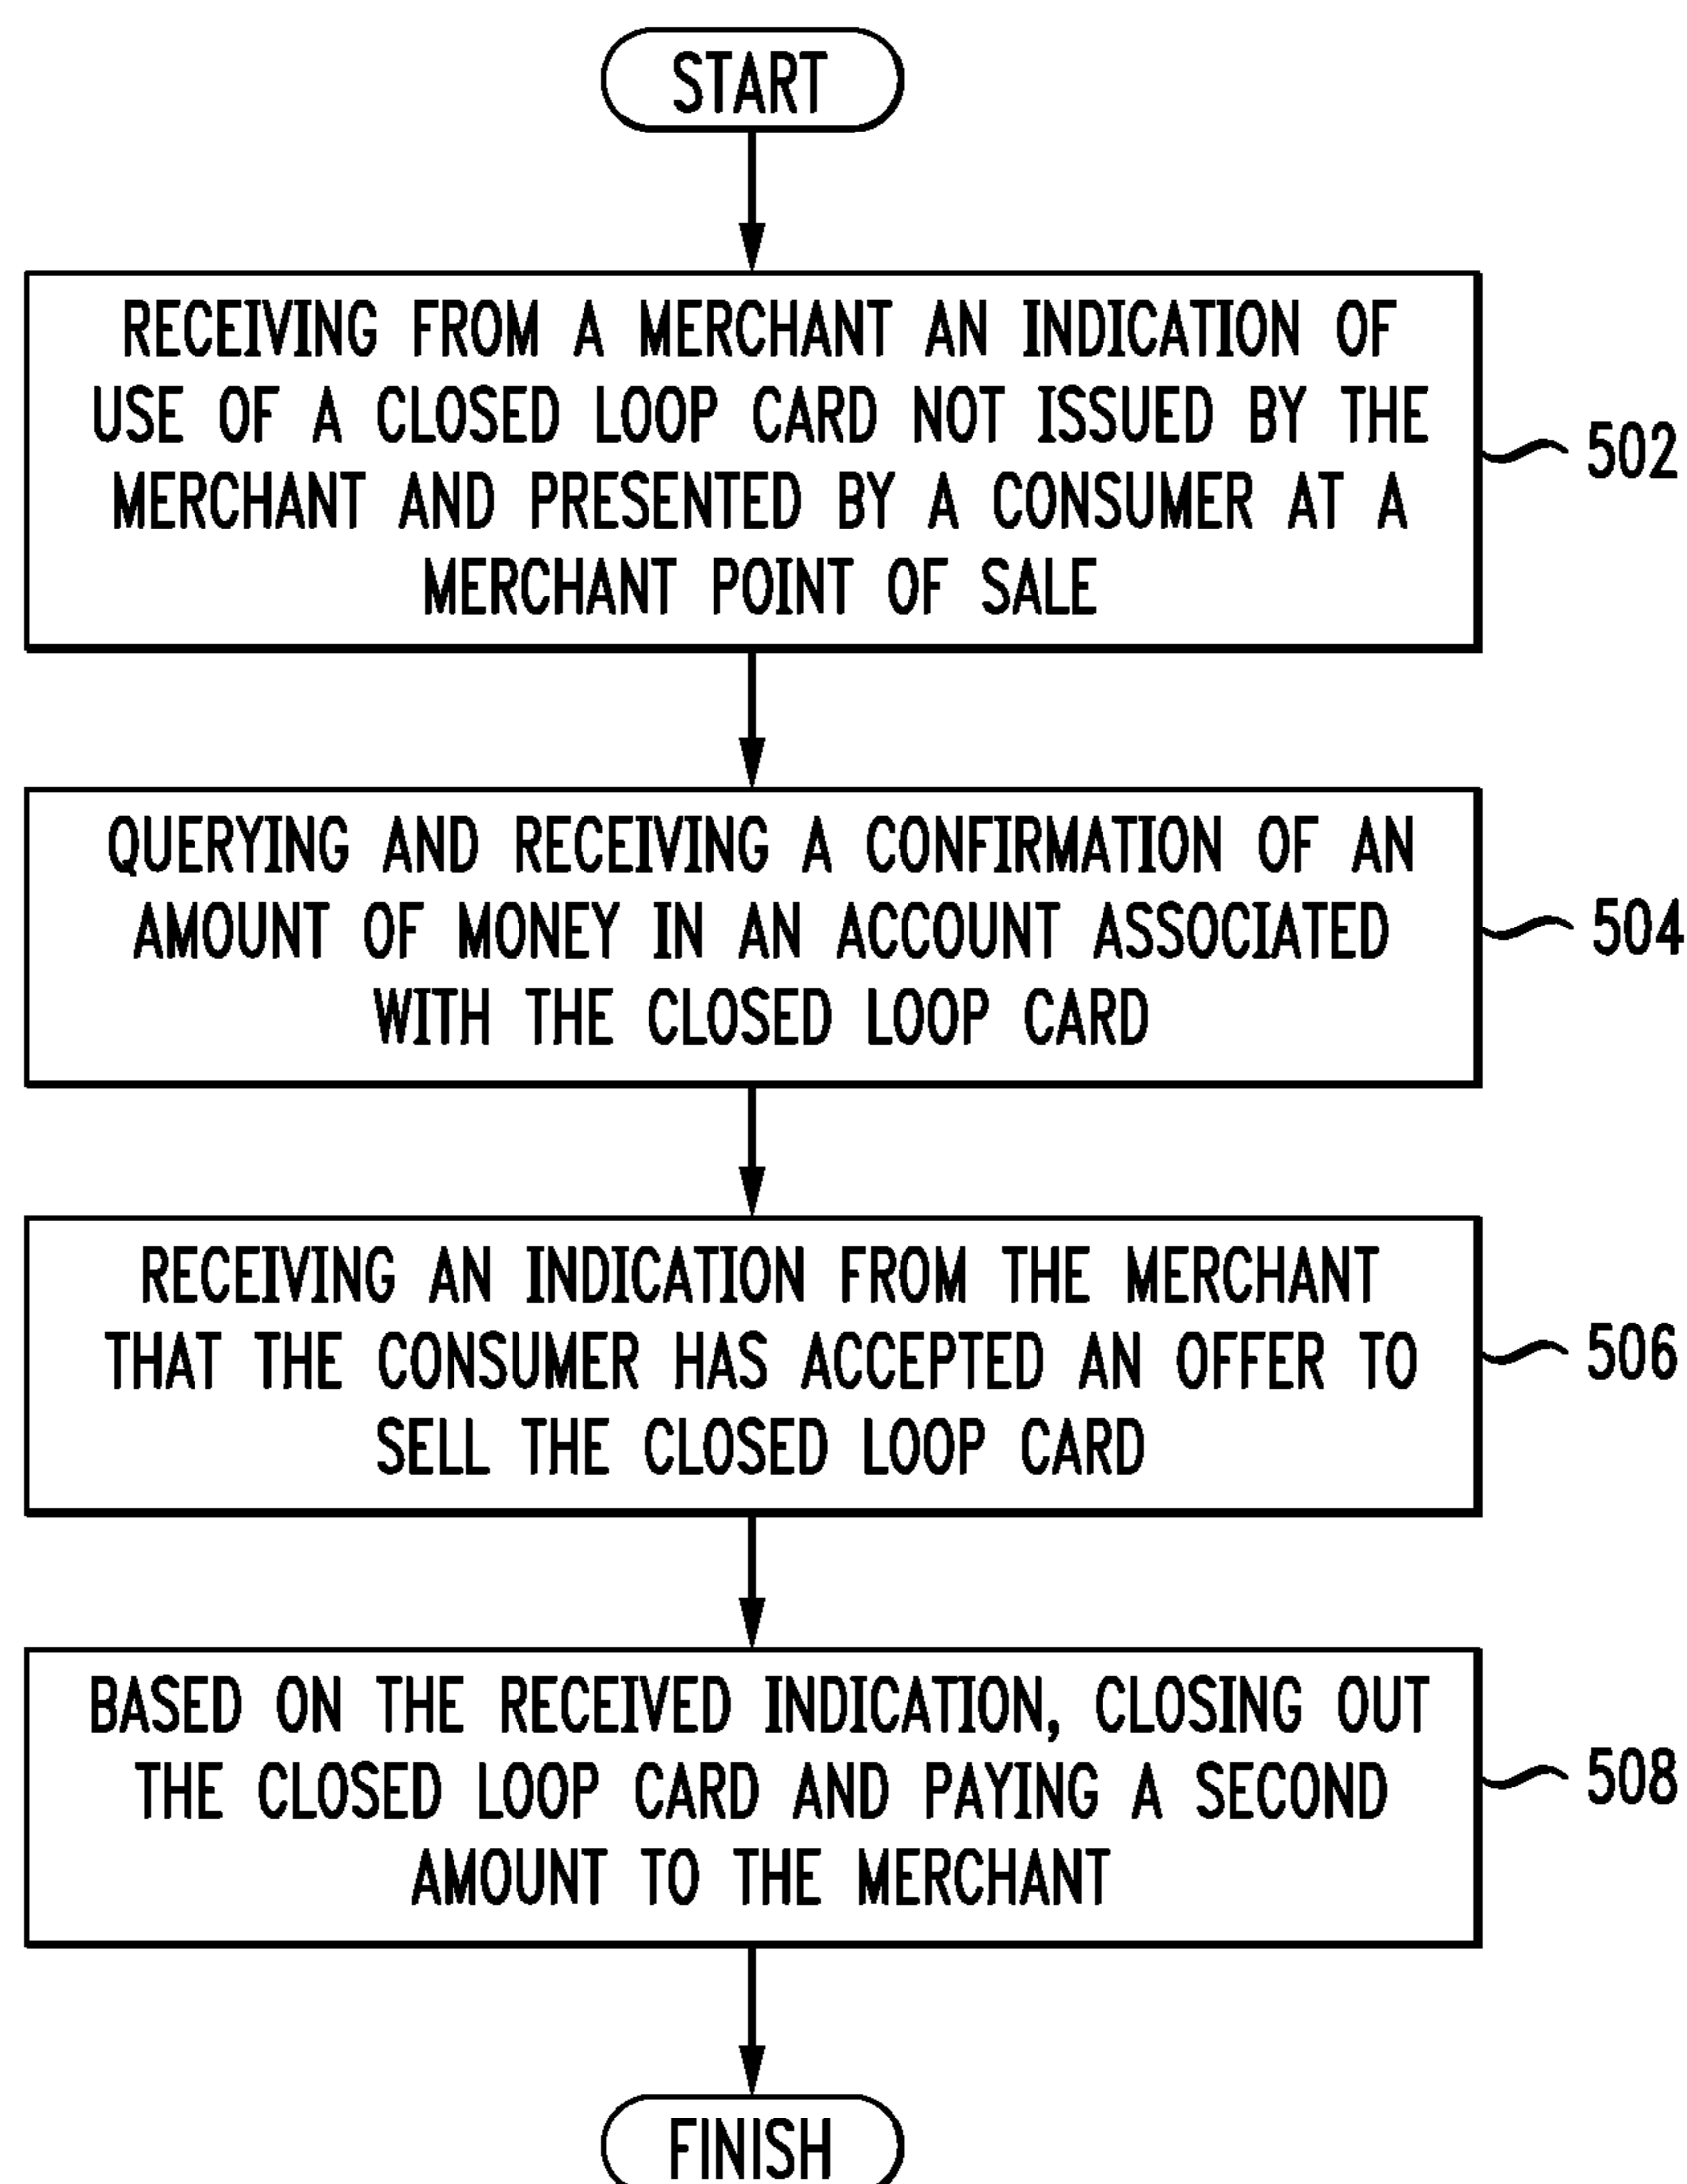 START
RECEIVING FROM A MERCHANT AN INDICATION OF
USE OF A CLOSED LOOP CARD NOT ISSUED BY THE
MERCHANT AND PRESENTED BY A CONSUMER AT A
MERCHANT POINT OF SALE
502
QUERYING AND RECEIVING A CONFIRMATION OF AN
AMOUNT OF MONEY IN AN ACCOUNT ASSOCIATED
WITH THE CLOSED LOOP CARD
504
RECEIVING AN INDICATION FROM THE MERCHANT
THAT THE CONSUMER HAS ACCEPTED AN OFFER TO
SELL THE CLOSED LOOP CARD
506
BASED ON THE RECEIVED INDICATION, CLOSING OUT
THE CLOSED LOOP CARD AND PAYING A SECOND
AMOUNT TO THE MERCHANT
508
FINISH